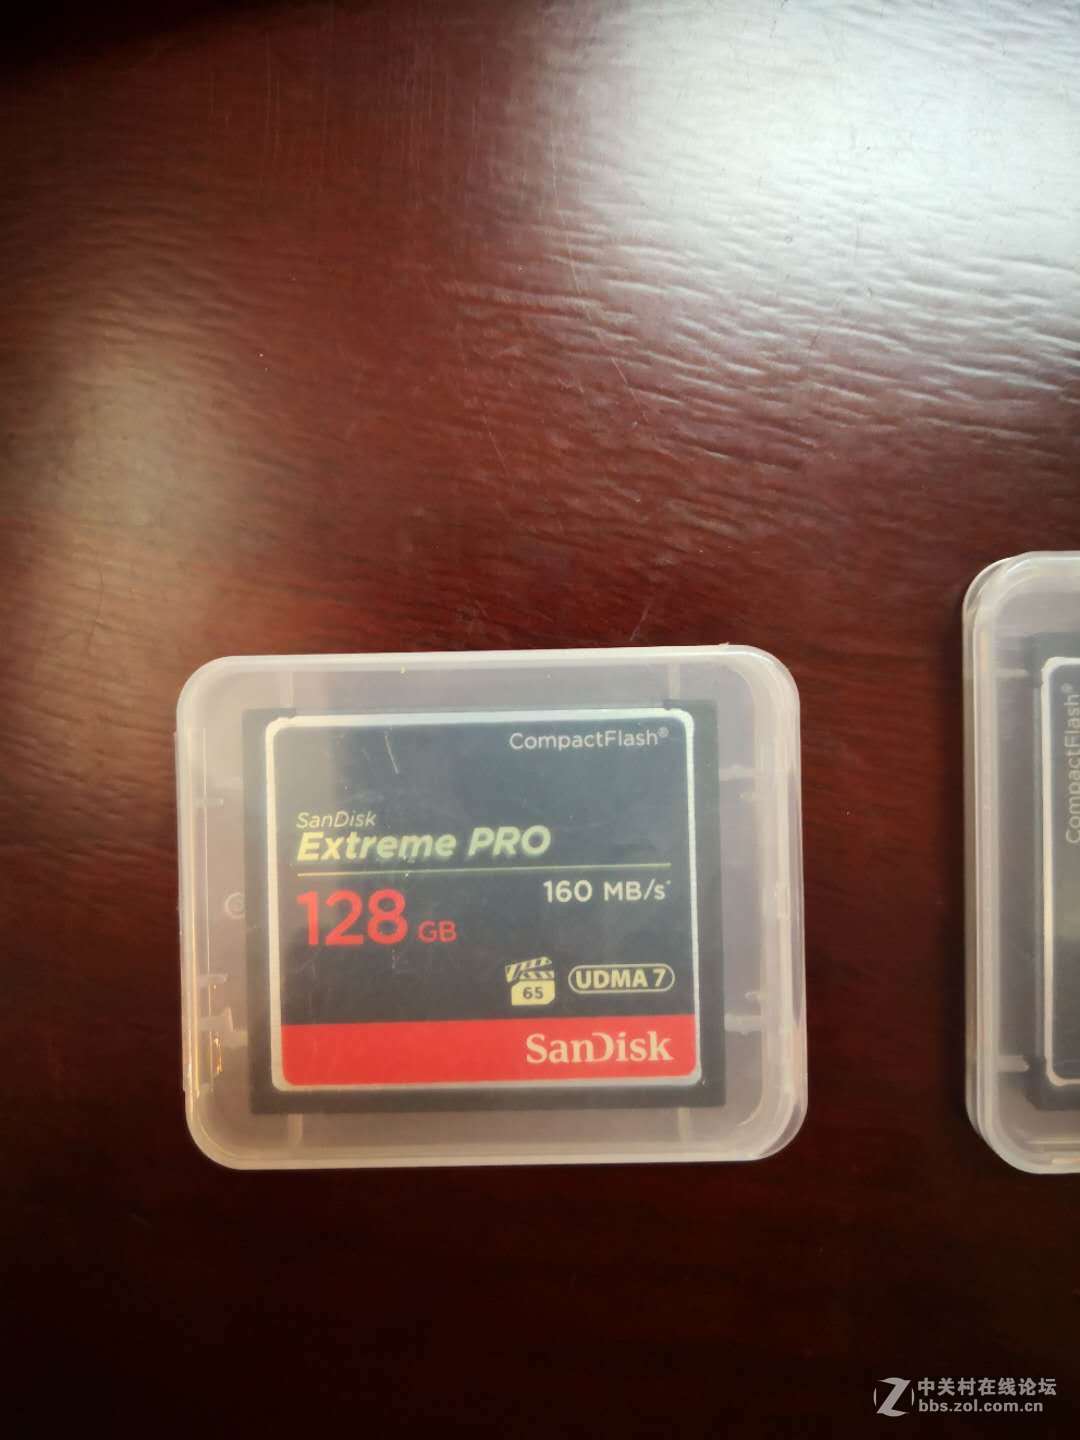 CompactFlash®
SanDisk
Extreme PRO
160 MB/s*
128 GB
65
UDMA 7
SanDisk
CompactFlash®
中关村在线论坛
bbs.zol.com.cn